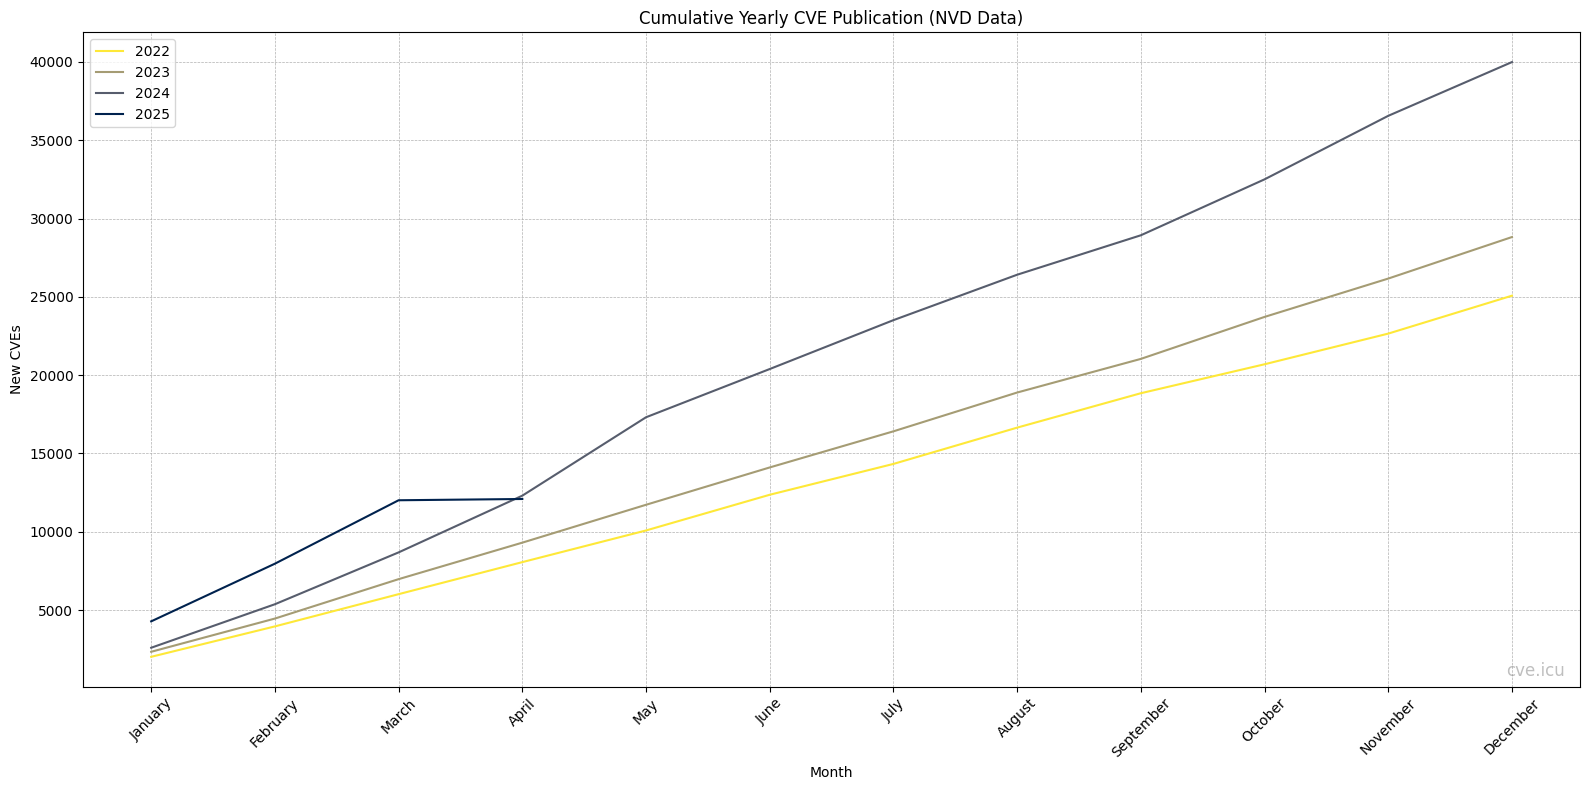 Cumulative Yearly CVE Publication (NVD Data)
2022
2023
2024
2025
40000
35000
30000
25000
20000
15000
10000
5000
New CVEs
cve.icu
January
February
March
April
May
June
July
August
September
October
November
December
Month